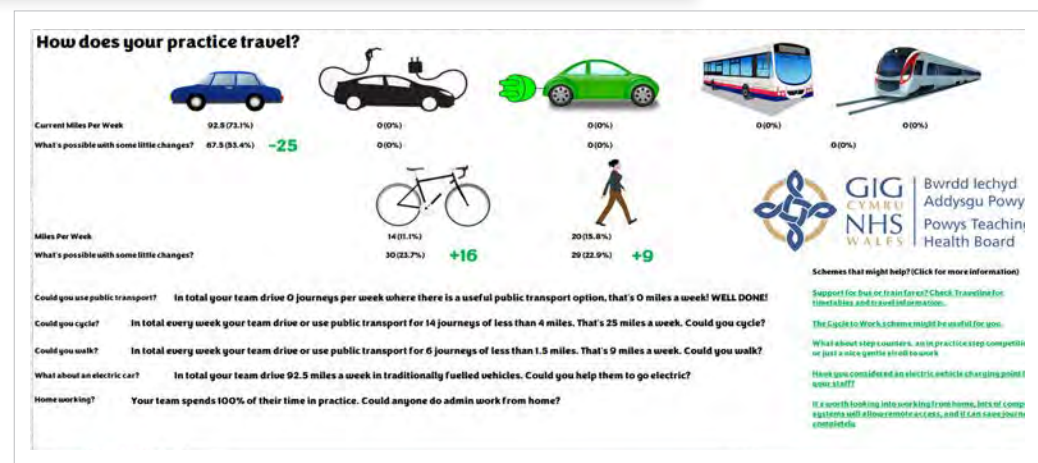 How does your practice travel?
Current Miles Per Week 92.5 (73.1%) 0 (0%) 0 (0%) 0 (0%) 0 (0%)
What's possible with some little changes? 67.5 (53.4%) -25 0 (0%) 0 (0%) 0 (0%)
GIG CYMRU NHS WALES
Bwrdd Iechyd
Addysgu Powy
Powys Teaching
Health Board
Miles Per Week 14 (11.1%) 20 (15.8%)
What's possible with some little changes? 30 (23.7%) +16 29 (22.9%) +9
Could you use public transport? In total your team drive 0 journeys per week where there is a useful public transport option, that's 0 miles a week! WELL DONE!
Could you cycle? In total every week your team drive or use public transport for 14 journeys of less than 4 miles. That's 25 miles a week. Could you cycle?
Could you walk? In total every week your team drive or use public transport for 6 journeys of less than 1.5 miles. That's 9 miles a week. Could you walk?
What about an electric car? In total your team drive 92.5 miles a week in traditionally fuelled vehicles. Could you help them to go electric?
Home working? Your team spends 100% of their time in practice. Could anyone do admin work from home?
Schemes that might help? (Click for more information)
Support for bus or train fares? Check Traveline for
timetables and travel information.
The Cycle to Work scheme might be useful for you.
What about step counters, an in practice step competiti
or just a nice gentle stroll to work
Have you considered an electric vehicle charging point
your staff?
It s worth looking into working from home, lots of comp
systems will allow remote access, and it can save journe
completely